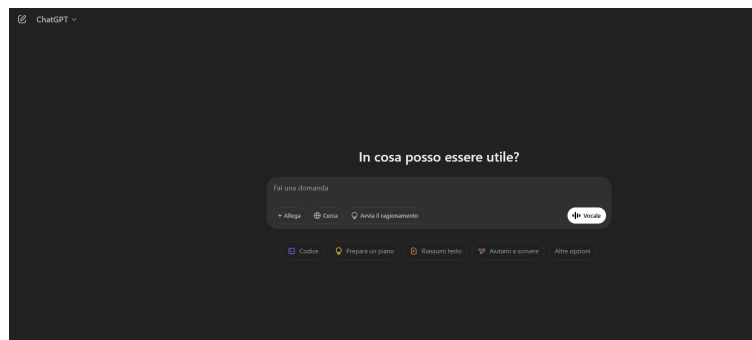 ChatGPT
In cosa posso essere utile?
Fai una domanda
+ Allega Cerca Avvia il ragionamento Vocale
Codice Prepara un piano Riassumi testo Aiutami a scrivere Altre opzioni